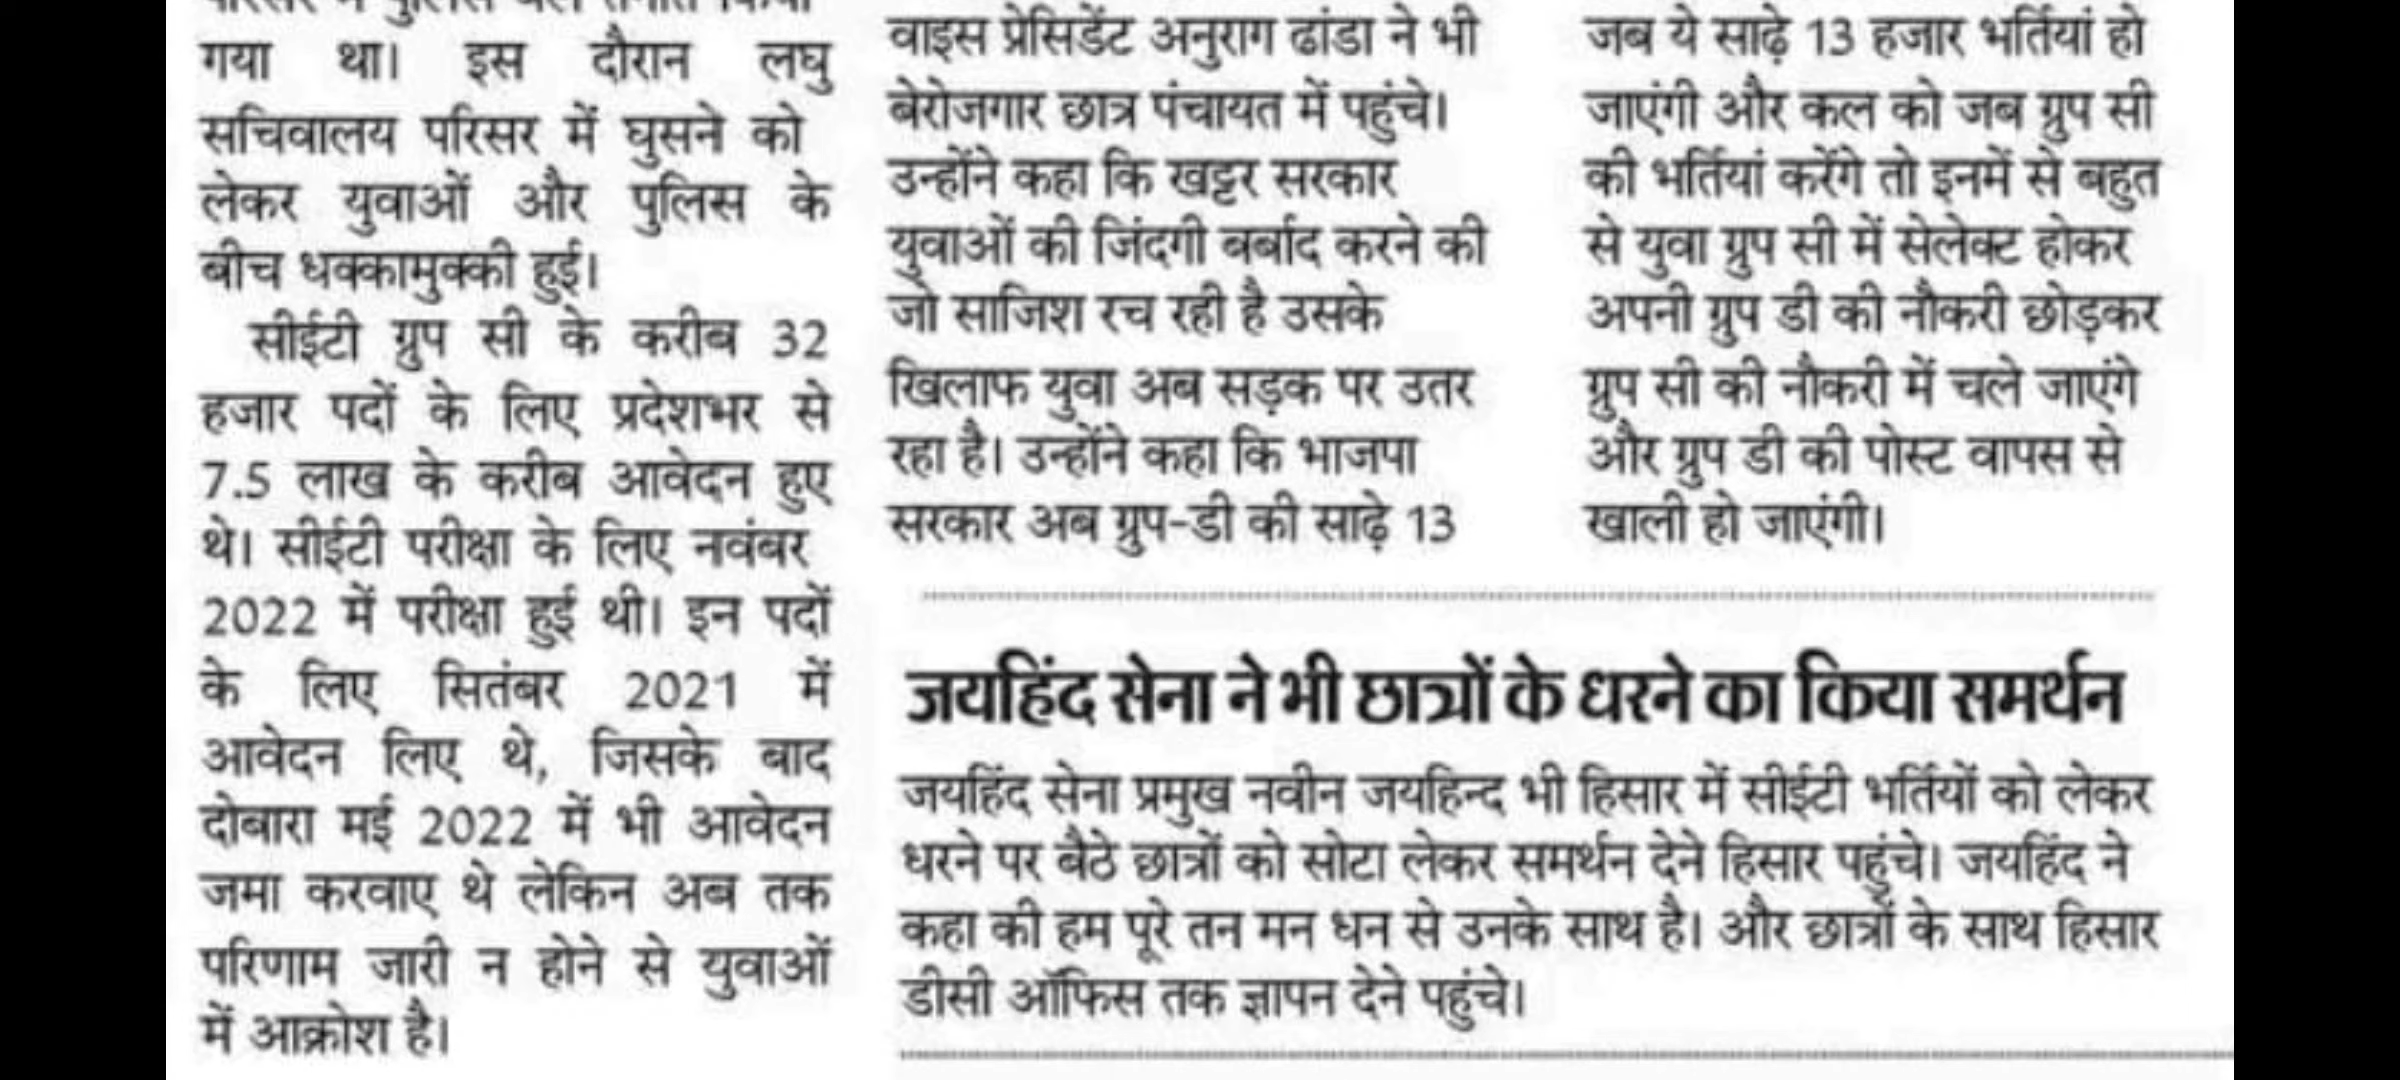 गया था। इस दौरान लघु
सचिवालय परिसर में घुसने को
लेकर युवाओं और पुलिस के
बीच धक्कामुक्की हुई।
सीईटी ग्रुप सी के करीब 32
हजार पदों के लिए प्रदेशभर से
7.5 लाख के करीब आवेदन हुए
थे। सीईटी परीक्षा के लिए नवंबर
2022 में परीक्षा हुई थी। इन पदों
के लिए सितंबर 2021 में
आवेदन लिए थे, जिसके बाद
दोबारा मई 2022 में भी आवेदन
जमा करवाए थे लेकिन अब तक
परिणाम जारी न होने से युवाओं
में आक्रोश है।
वाइस प्रेसिडेंट अनुराग ढांडा ने भी
बेरोजगार छात्र पंचायत में पहुंचे।
उन्होंने कहा कि खट्टर सरकार
युवाओं की जिंदगी बर्बाद करने की
जो साजिश रच रही है उसके
खिलाफ युवा अब सड़क पर उतर
रहा है। उन्होंने कहा कि भाजपा
सरकार अब ग्रुप-डी की साढ़े 13
जब ये साढ़े 13 हजार भर्तियां हो
जाएंगी और कल को जब ग्रुप सी
की भर्तियां करेंगे तो इनमें से बहुत
से युवा ग्रुप सी में सेलेक्ट होकर
अपनी ग्रुप डी की नौकरी छोड़कर
ग्रुप सी की नौकरी में चले जाएंगे
और ग्रुप डी की पोस्ट वापस से
खाली हो जाएंगी।
जयहिंद सेना ने भी छात्रों के धरने का किया समर्थन
जयहिंद सेना प्रमुख नवीन जयहिन्द भी हिसार में सीईटी भर्तियों को लेकर
धरने पर बैठे छात्रों को सोटा लेकर समर्थन देने हिसार पहुंचे। जयहिंद ने
कहा की हम पूरे तन मन धन से उनके साथ है। और छात्रों के साथ हिसार
डीसी ऑफिस तक ज्ञापन देने पहुंचे।